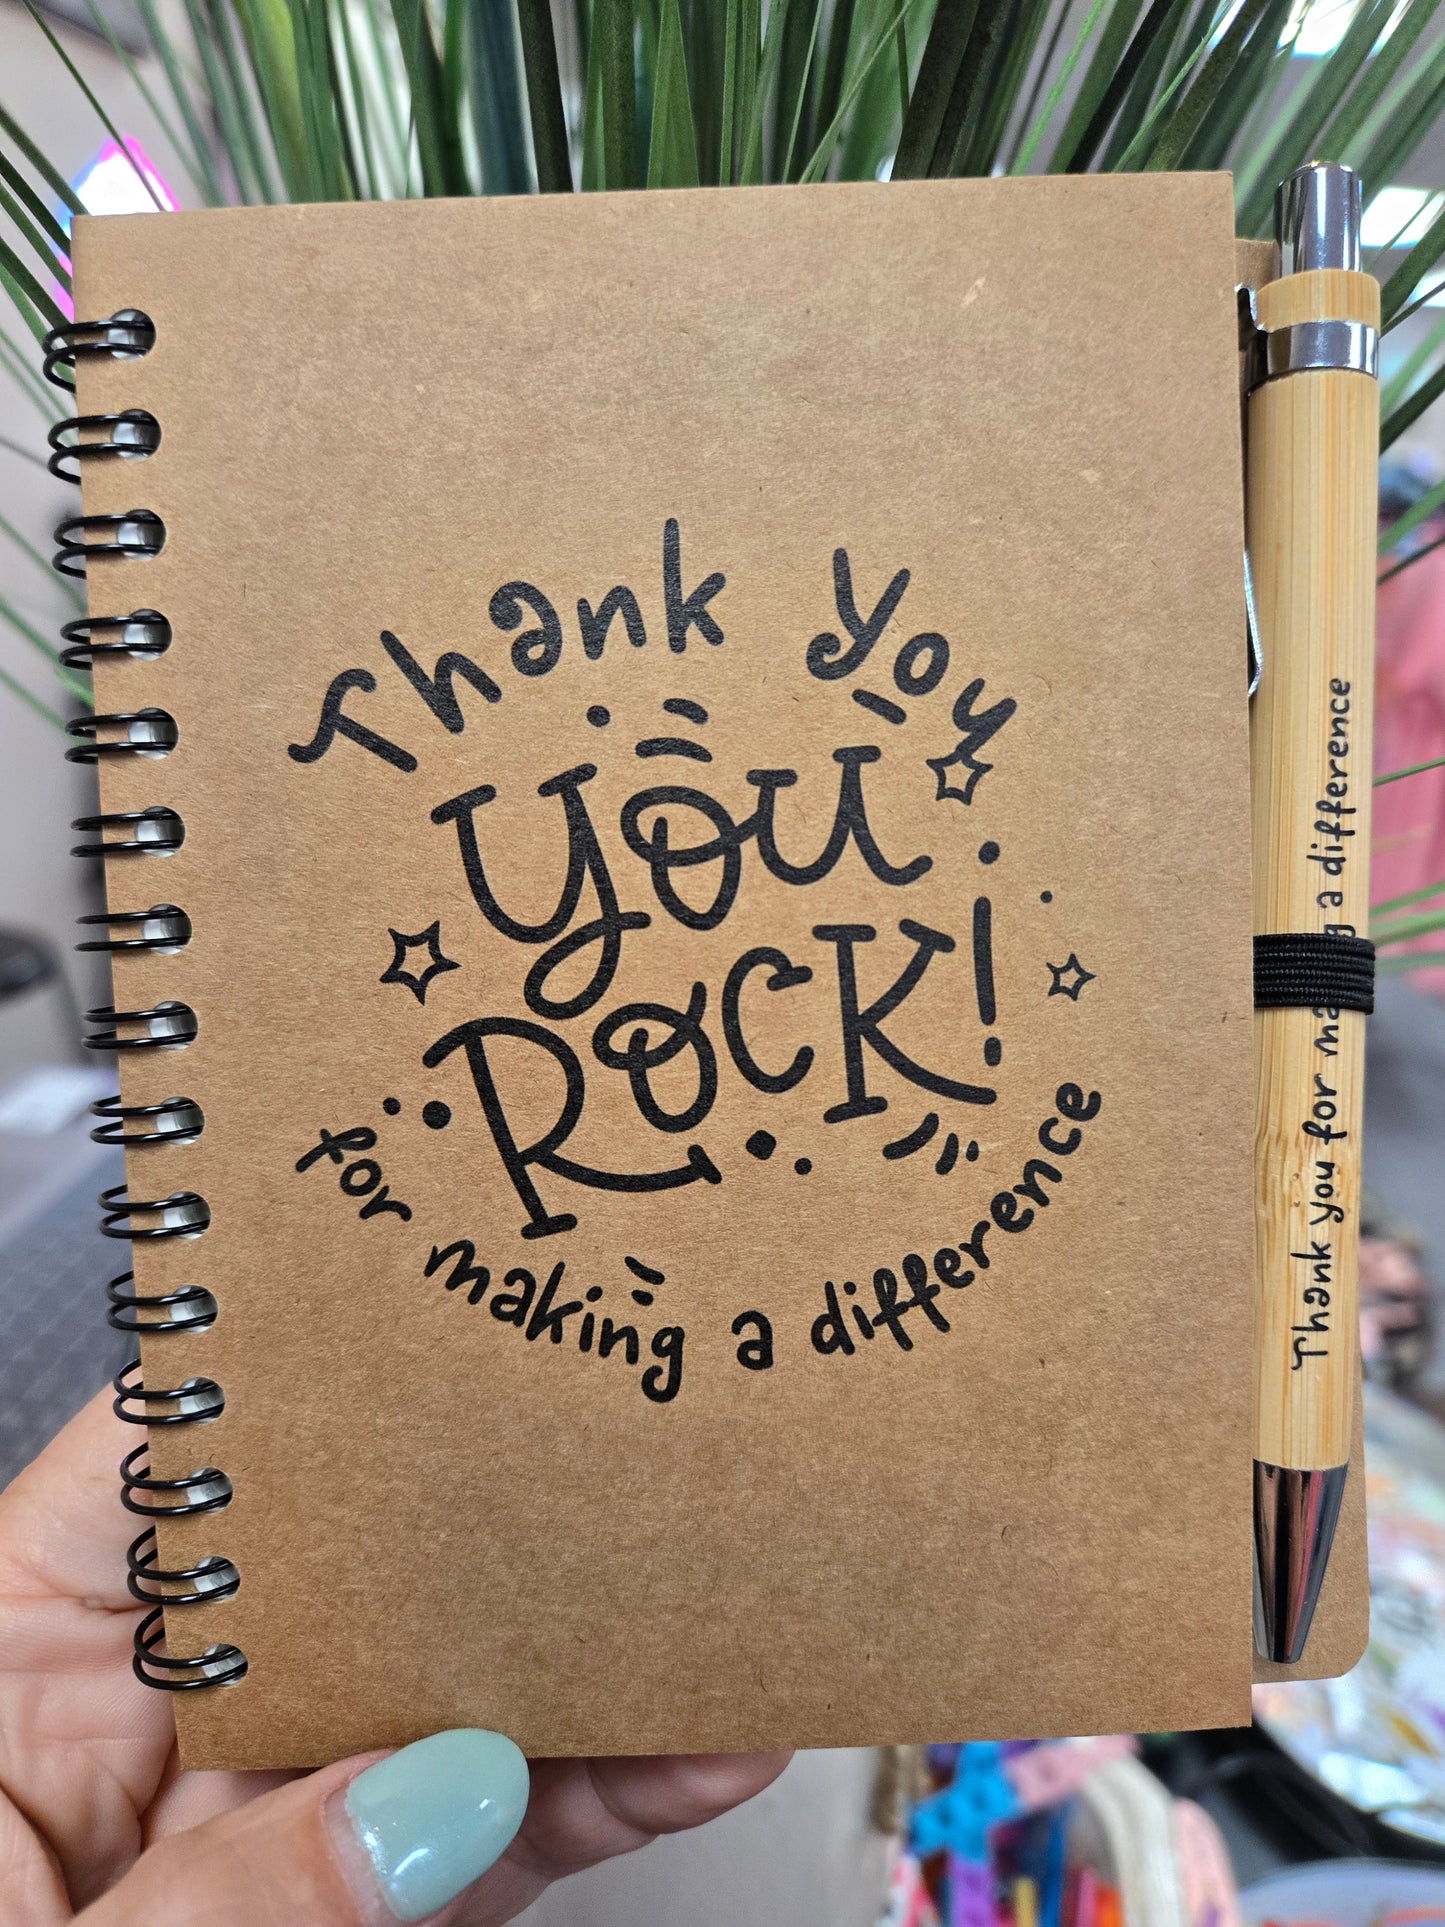 Thank you
you
Rock!
for making a difference
Thank you for making a difference